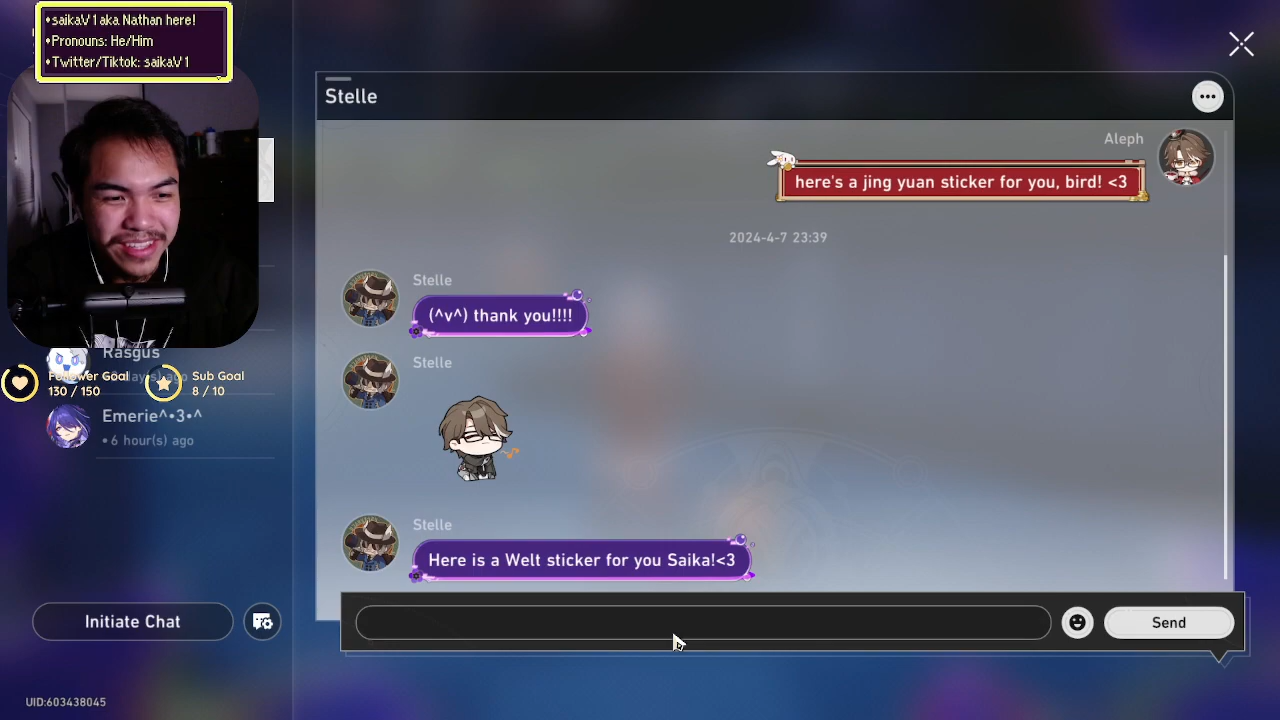 •saikaV1 aka Nathan here!
•Pronouns: He/Him
•Twitter/Tiktok: saikaV1
Stelle
Aleph
here's a jing yuan sticker for you, bird! <3
2024-4-7 23:39
Stelle
(^v^) thank you!!!!
Stelle
Stelle
Here is a Welt sticker for you Saika!<3
Send
Rasgus
Follower Goal
130 / 150
Sub Goal
8 / 10
Emerie^•3•^
• 6 hour(s) ago
Initiate Chat
UID:603438045